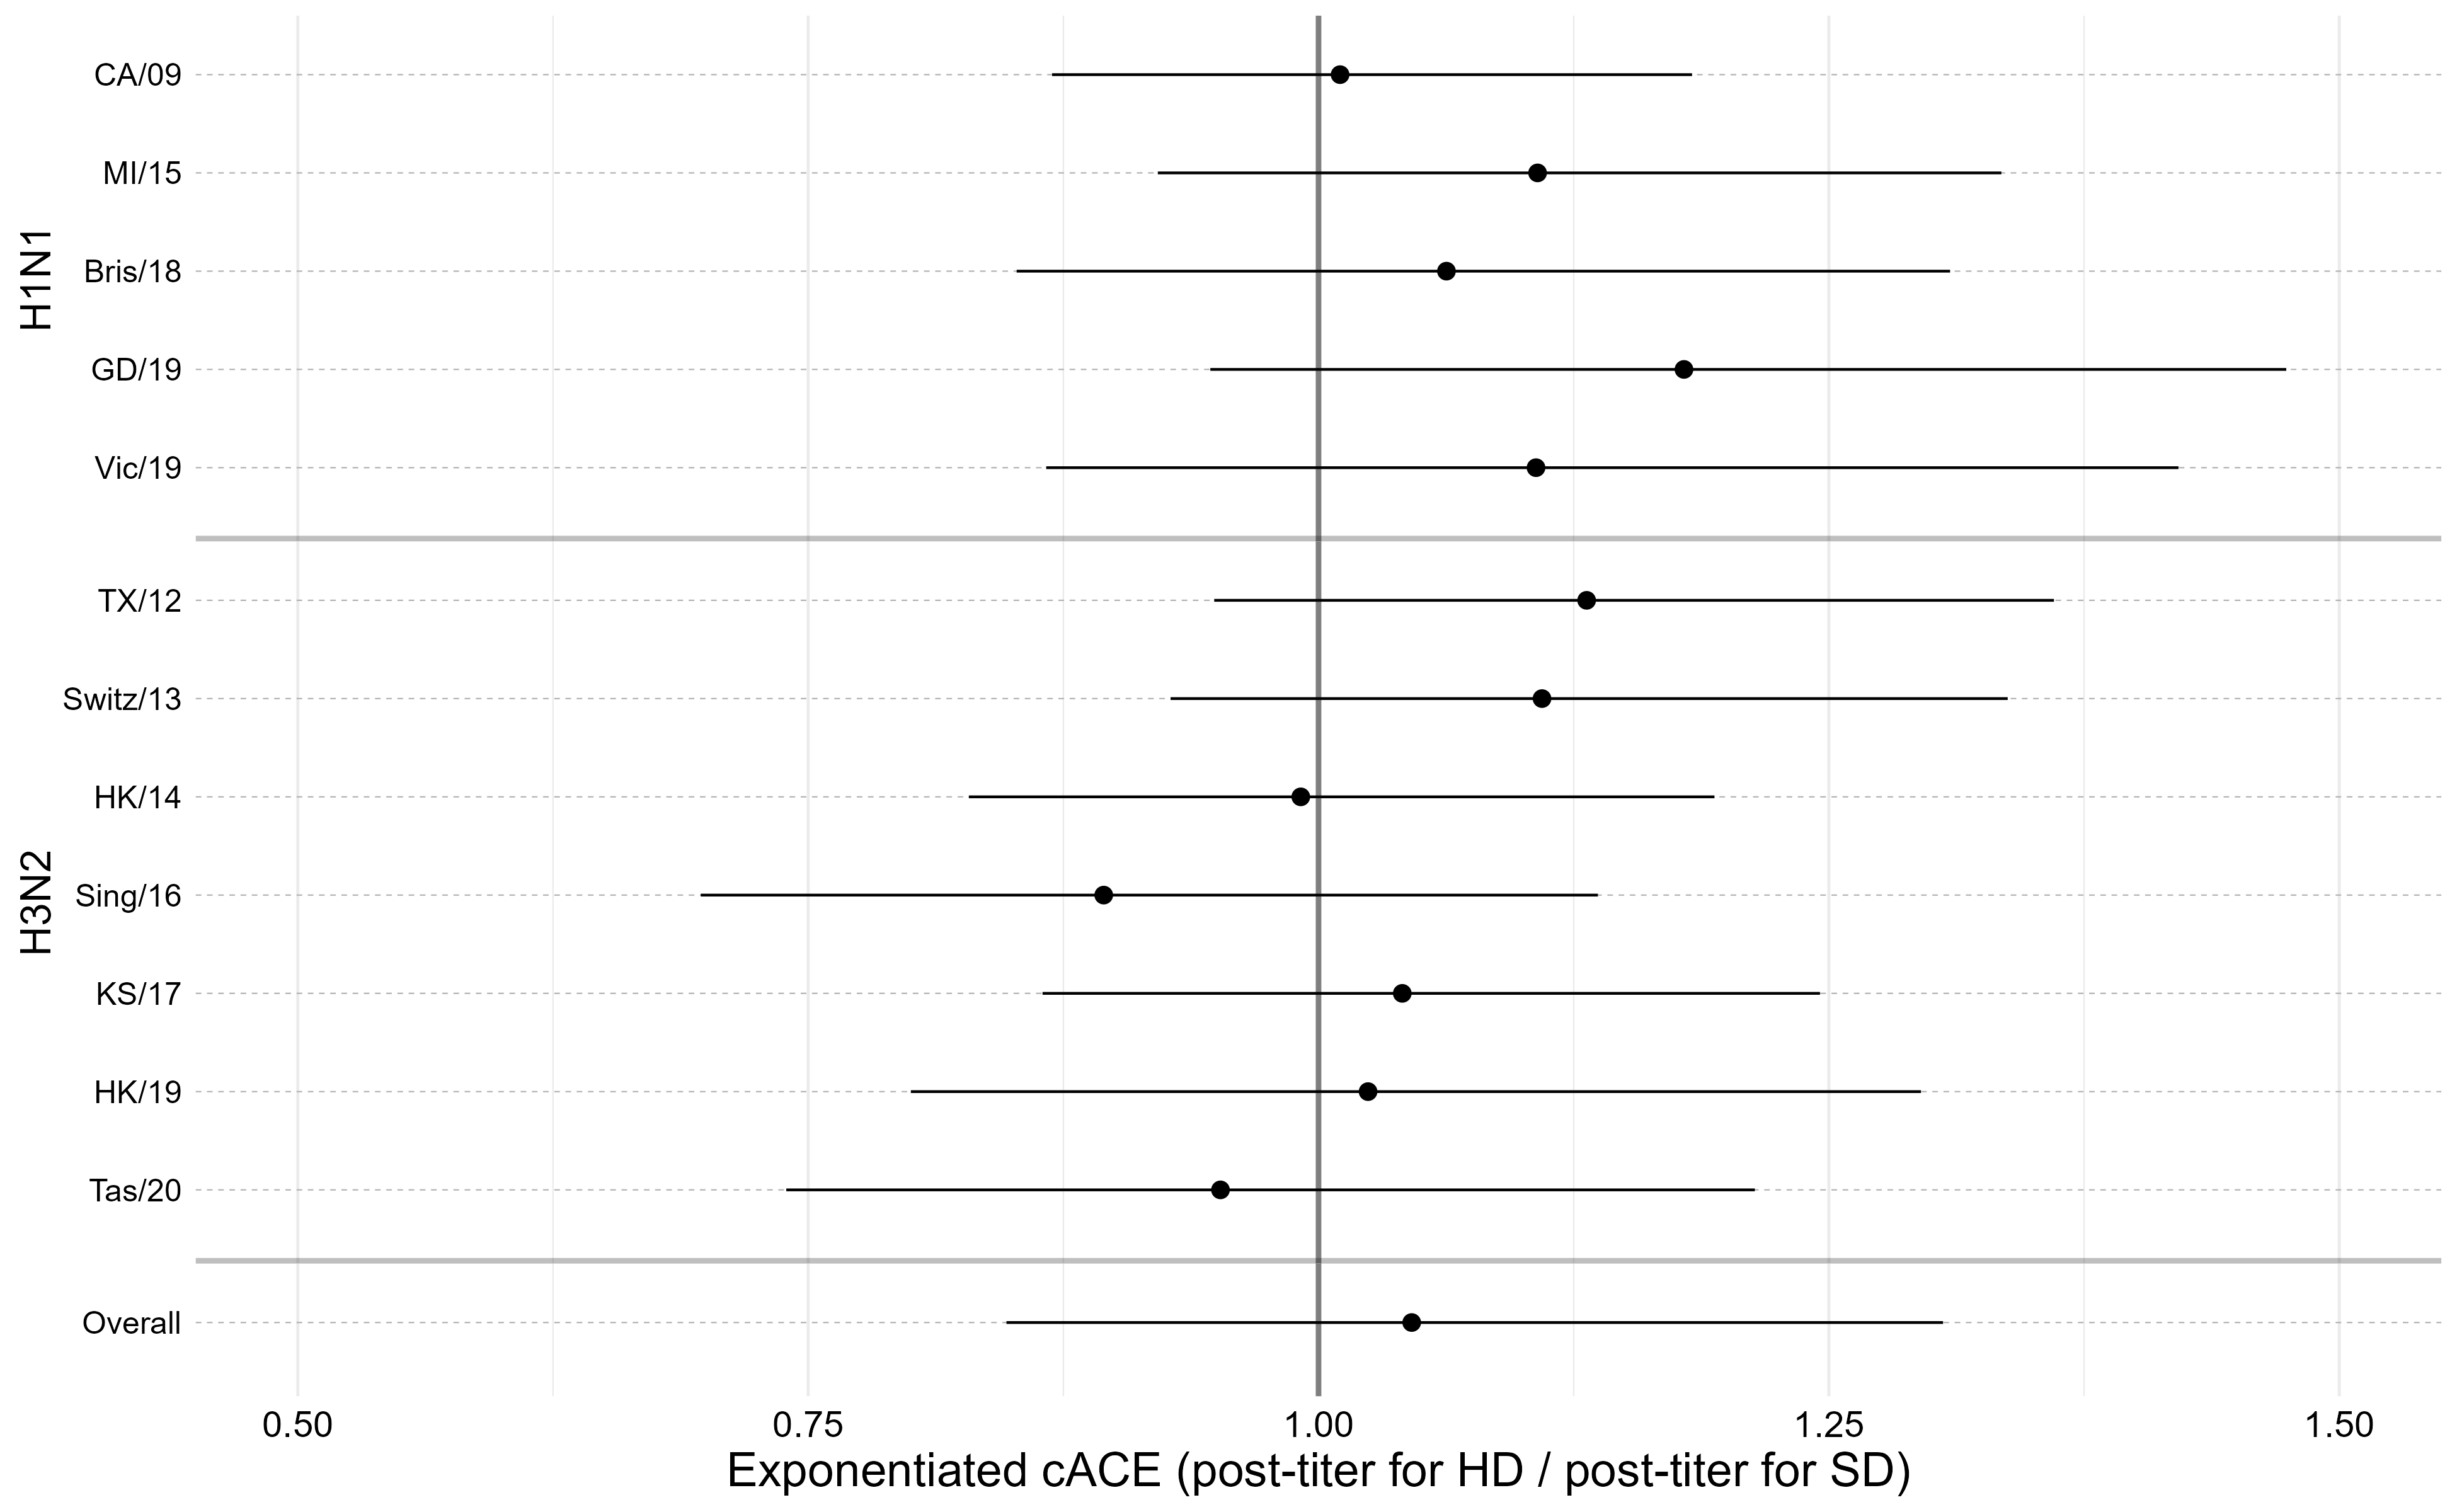 H1N1
CA/09
MI/15
Bris/18
GD/19
Vic/19
H3N2
TX/12
Switz/13
HK/14
Sing/16
KS/17
HK/19
Tas/20
Overall
0.50 0.75 1.00 1.25 1.50
Exponentiated cACE (post-titer for HD / post-titer for SD)